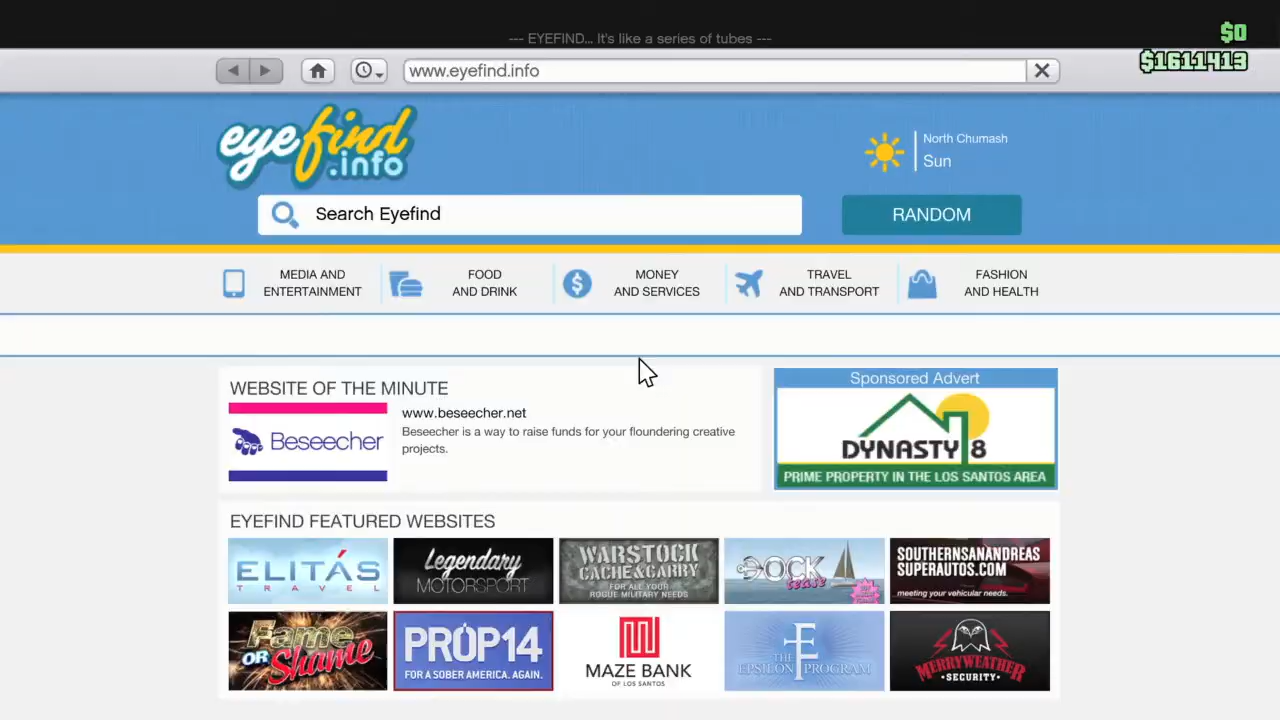 --- EYEFIND... It's like a series of tubes ---
$0
$1611413
www.eyefind.info
eyefind
.info
North Chumash
Sun
Search Eyefind
RANDOM
MEDIA AND
ENTERTAINMENT
FOOD
AND DRINK
MONEY
AND SERVICES
TRAVEL
AND TRANSPORT
FASHION
AND HEALTH
WEBSITE OF THE MINUTE
Beseecher
www.beseecher.net
Beseecher is a way to raise funds for your floundering creative
projects.
Sponsored Advert
DYNASTY 8
PRIME PROPERTY IN THE LOS SANTOS AREA
EYEFIND FEATURED WEBSITES
ELITÁS
TRAVEL
Legendary
MOTORSPORT
WARSTOCK
CACHE & CARRY
FOR ALL YOUR
ROGUE MILITARY NEEDS
DOCK
tease
SOUTHERNSANANDREAS
SUPERAUTOS.COM
meeting your vehicular needs.
Fame
OR Shame
PROP14
FOR A SOBER AMERICA. AGAIN.
MAZE BANK
OF LOS SANTOS
THE
EPSILON PROGRAM
MERRYWEATHER
·SECURITY·